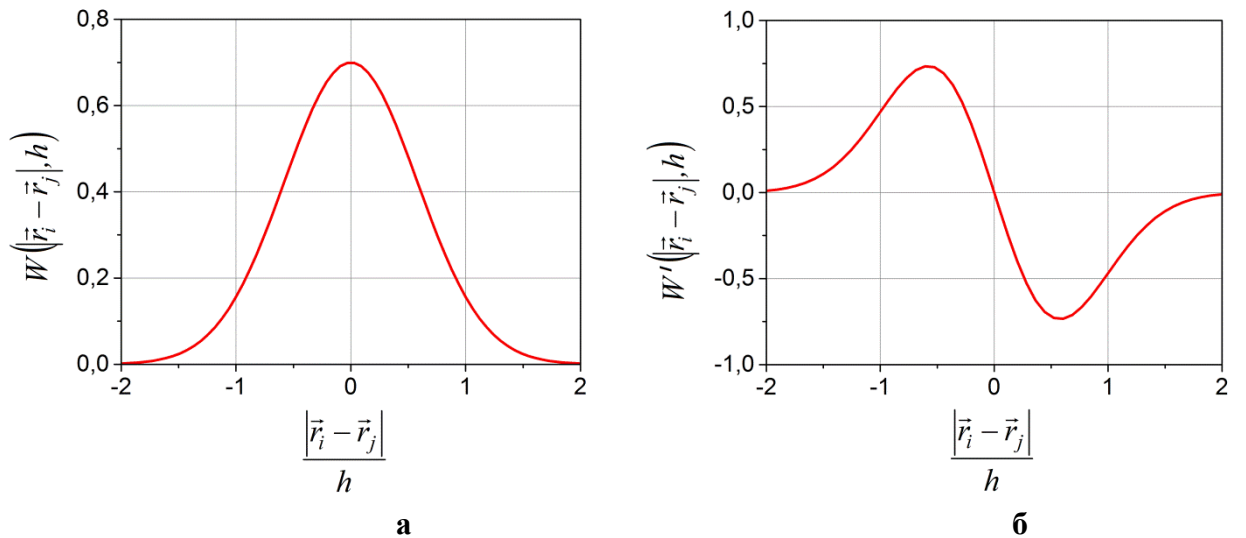 0,8
0,6
0,4
0,2
0,0
W(|r⃗ᵢ − r⃗ⱼ|, h)
-2 -1 0 1 2
|r⃗ᵢ − r⃗ⱼ|
h
а
1,0
0,5
0,0
-0,5
-1,0
W'(|r⃗ᵢ − r⃗ⱼ|, h)
-2 -1 0 1 2
|r⃗ᵢ − r⃗ⱼ|
h
б